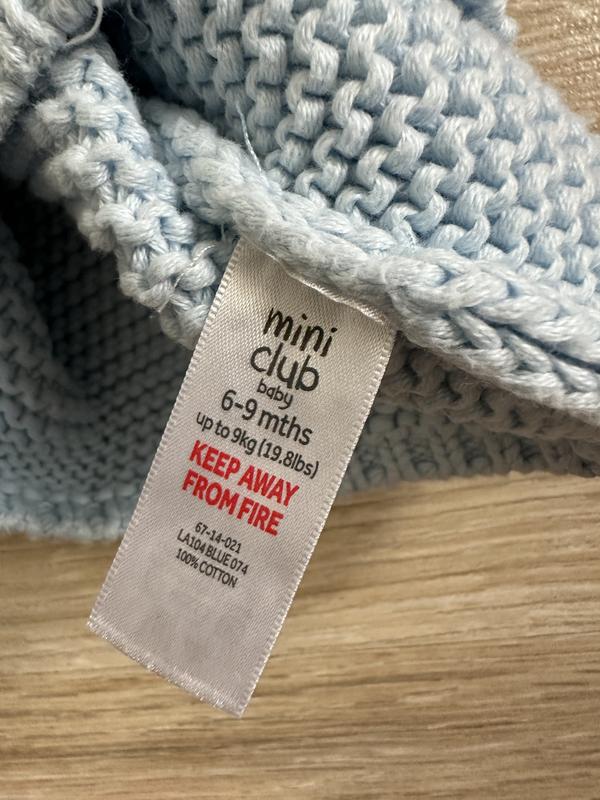 mini
club
baby
6-9 mths
up to 9kg (19.8lbs)
KEEP AWAY
FROM FIRE
67-14-021
LA104 BLUE 074
100% COTTON